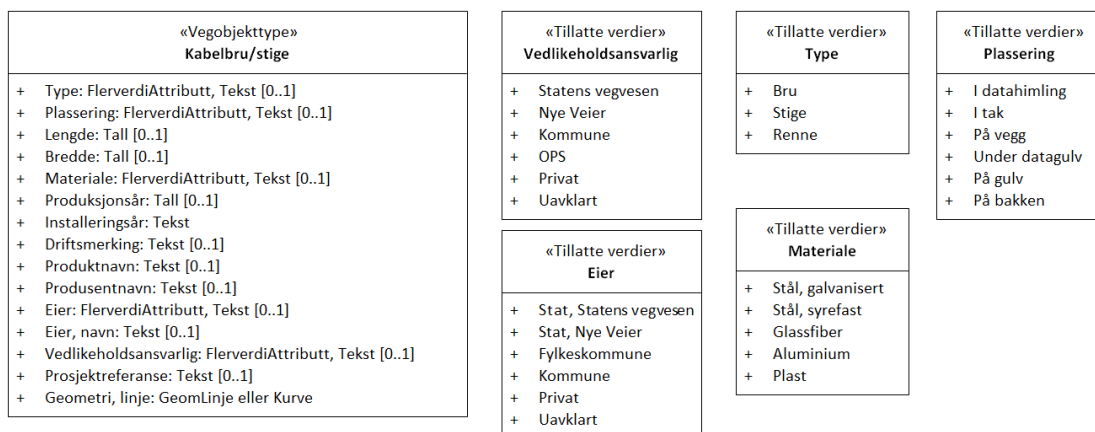 «Vegobjekttype»
Kabelbru/stige
+ Type: FlerverdiAttributt, Tekst [0..1]
+ Plassering: FlerverdiAttributt, Tekst [0..1]
+ Lengde: Tall [0..1]
+ Bredde: Tall [0..1]
+ Materiale: FlerverdiAttributt, Tekst [0..1]
+ Produksjonsår: Tall [0..1]
+ Installeringsår: Tekst
+ Driftsmerking: Tekst [0..1]
+ Produktnavn: Tekst [0..1]
+ Produsentnavn: Tekst [0..1]
+ Eier: FlerverdiAttributt, Tekst [0..1]
+ Eier, navn: Tekst [0..1]
+ Vedlikeholdsansvarlig: FlerverdiAttributt, Tekst [0..1]
+ Prosjektreferanse: Tekst [0..1]
+ Geometri, linje: GeomLinje eller Kurve
«Tillatte verdier»
Vedlikeholdsansvarlig
+ Statens vegvesen
+ Nye Veier
+ Kommune
+ OPS
+ Privat
+ Uavklart
«Tillatte verdier»
Eier
+ Stat, Statens vegvesen
+ Stat, Nye Veier
+ Fylkeskommune
+ Kommune
+ Privat
+ Uavklart
«Tillatte verdier»
Type
+ Bru
+ Stige
+ Renne
«Tillatte verdier»
Materiale
+ Stål, galvanisert
+ Stål, syrefast
+ Glassfiber
+ Aluminium
+ Plast
«Tillatte verdier»
Plassering
+ I datahimling
+ I tak
+ På vegg
+ Under datagulv
+ På gulv
+ På bakken